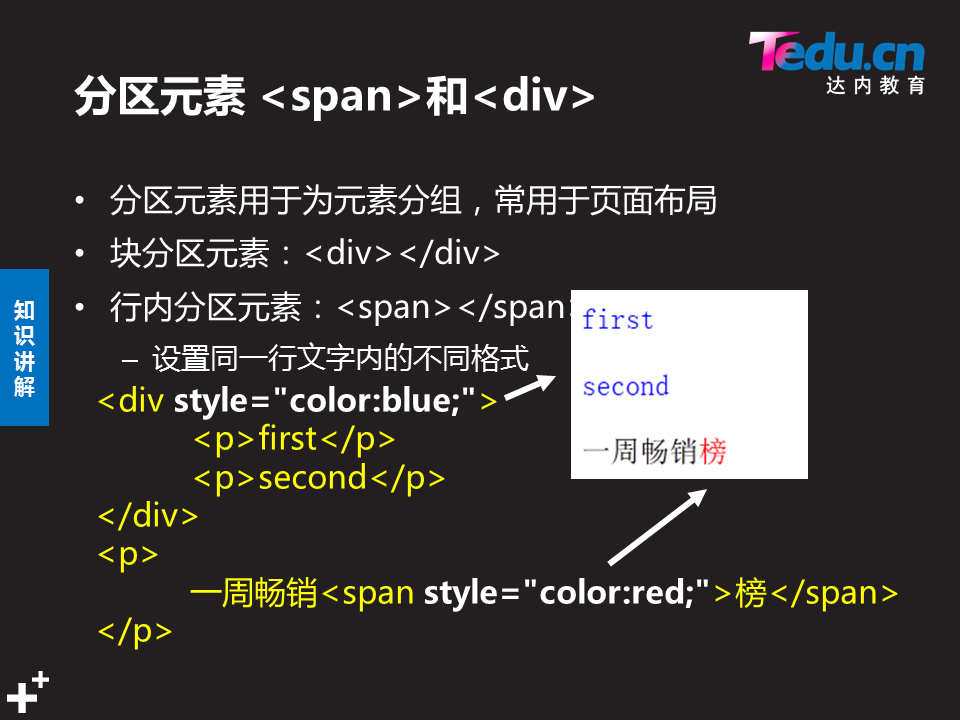 Tedu.cn
达内教育
分区元素 <span>和<div>
• 分区元素用于为元素分组，常用于页面布局
• 块分区元素：<div></div>
• 行内分区元素：<span></span>
– 设置同一行文字内的不同格式
<div style="color:blue;">
<p>first</p>
<p>second</p>
</div>
<p>
一周畅销<span style="color:red;">榜</span>
</p>
first
second
一周畅销榜
知识讲解